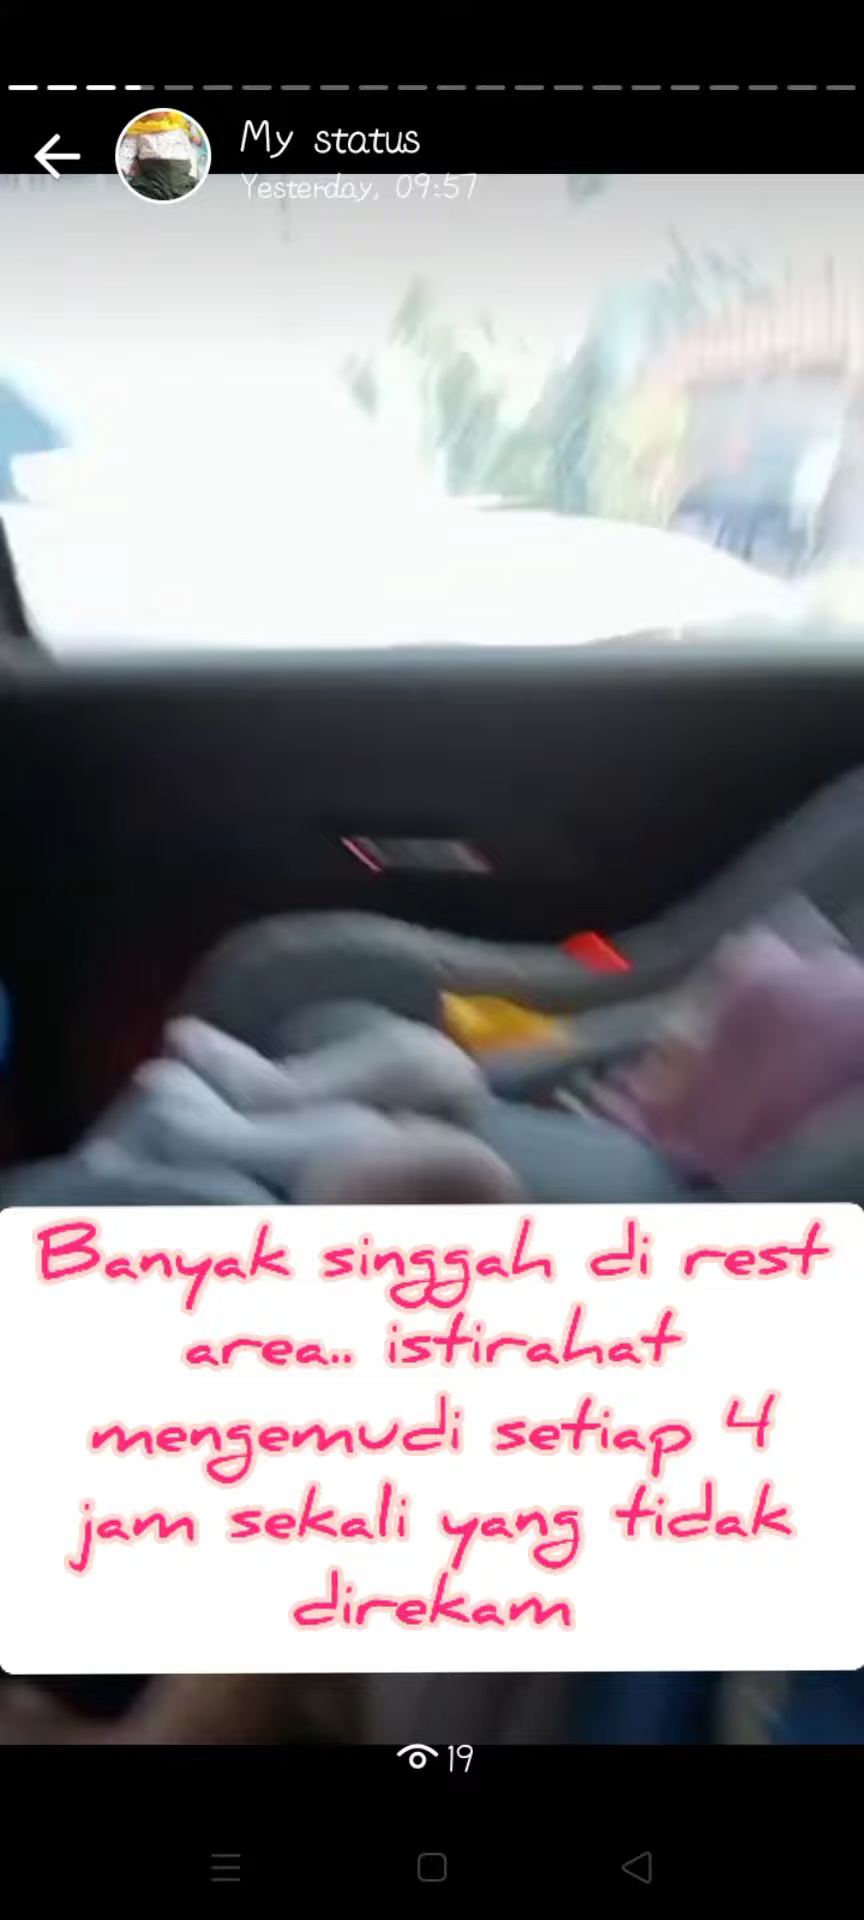 My status
Yesterday, 09:57
Banyak singgah di rest
area.. istirahat
mengemudi setiap 4
jam sekali yang tidak
direkam
19